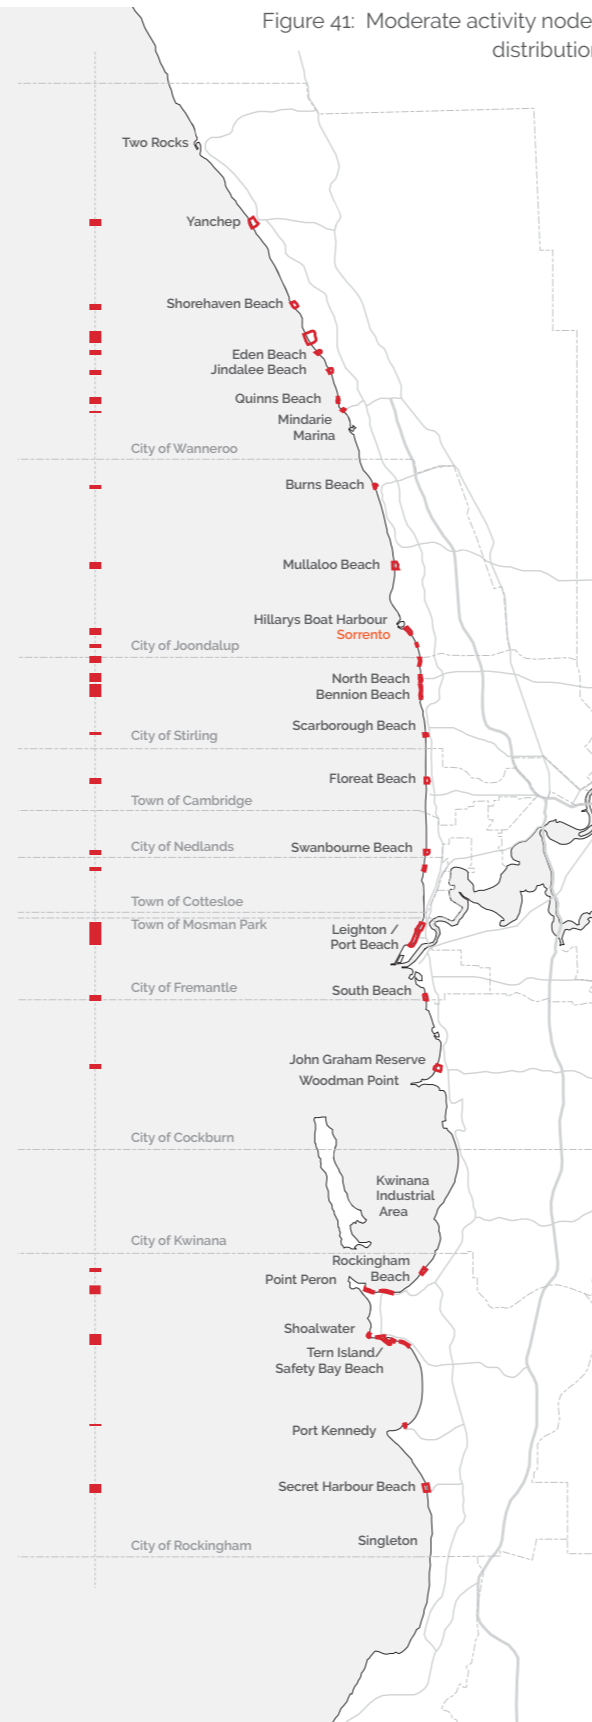 Figure 41: Moderate activity node
distribution
Two Rocks
Yanchep
Shorehaven Beach
Eden Beach
Jindalee Beach
Quinns Beach
Mindarie
Marina
City of Wanneroo
Burns Beach
Mullaloo Beach
Hillarys Boat Harbour
Sorrento
City of Joondalup
North Beach
Bennion Beach
Scarborough Beach
City of Stirling
Floreat Beach
Town of Cambridge
City of Nedlands
Swanbourne Beach
Town of Cottesloe
Town of Mosman Park
Leighton /
Port Beach
City of Fremantle
South Beach
John Graham Reserve
Woodman Point
City of Cockburn
Kwinana
Industrial
Area
City of Kwinana
Rockingham
Beach
Point Peron
Shoalwater
Tern Island/
Safety Bay Beach
Port Kennedy
Secret Harbour Beach
Singleton
City of Rockingham